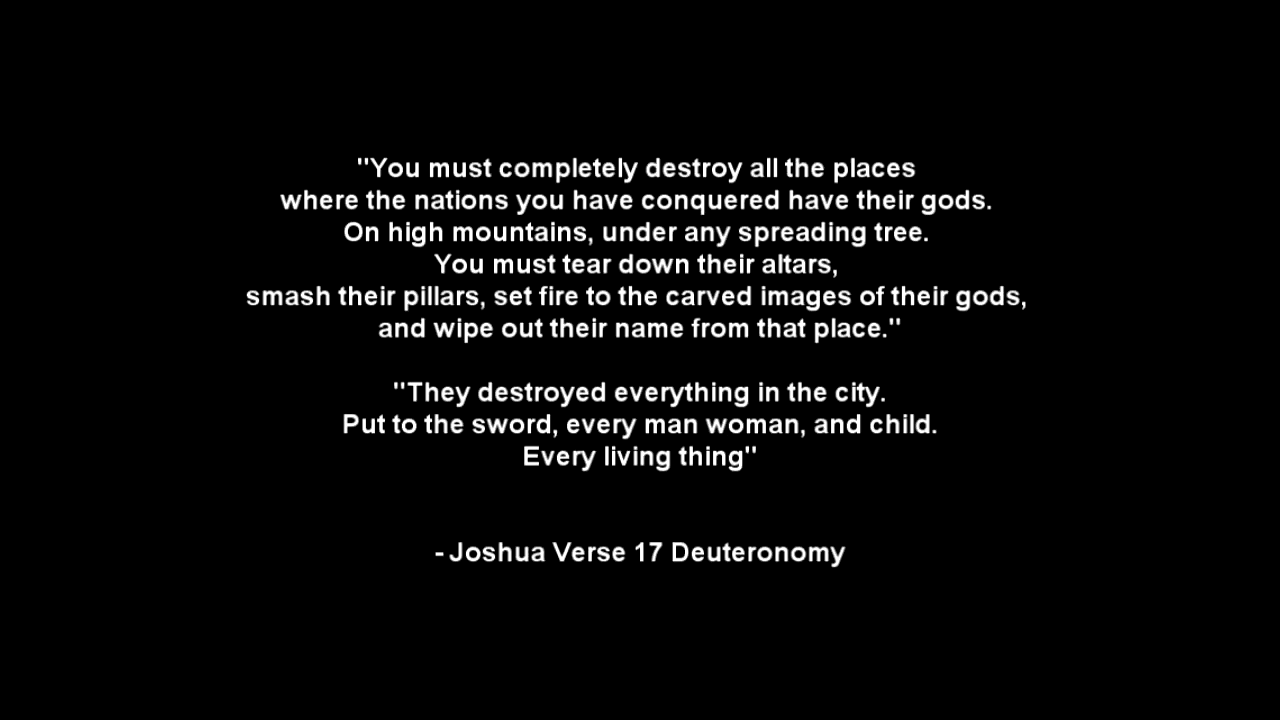 "You must completely destroy all the places
where the nations you have conquered have their gods.
On high mountains, under any spreading tree.
You must tear down their altars,
smash their pillars, set fire to the carved images of their gods,
and wipe out their name from that place."
"They destroyed everything in the city.
Put to the sword, every man woman, and child.
Every living thing"
- Joshua Verse 17 Deuteronomy